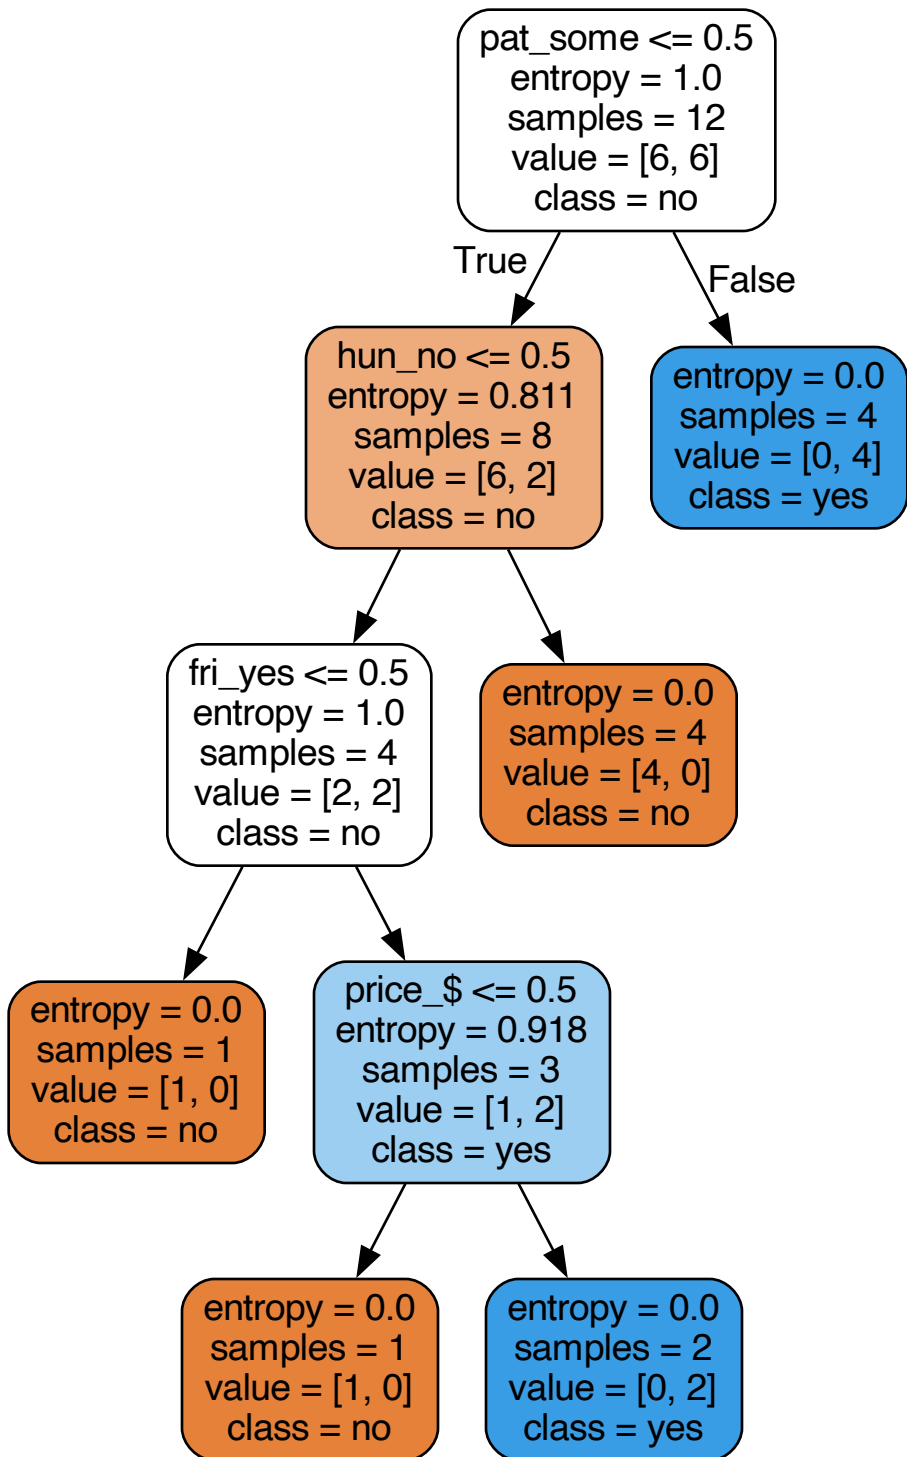 pat_some <= 0.5
entropy = 1.0
samples = 12
value = [6, 6]
class = no
True
False
hun_no <= 0.5
entropy = 0.811
samples = 8
value = [6, 2]
class = no
entropy = 0.0
samples = 4
value = [0, 4]
class = yes
fri_yes <= 0.5
entropy = 1.0
samples = 4
value = [2, 2]
class = no
entropy = 0.0
samples = 4
value = [4, 0]
class = no
entropy = 0.0
samples = 1
value = [1, 0]
class = no
price_$ <= 0.5
entropy = 0.918
samples = 3
value = [1, 2]
class = yes
entropy = 0.0
samples = 1
value = [1, 0]
class = no
entropy = 0.0
samples = 2
value = [0, 2]
class = yes